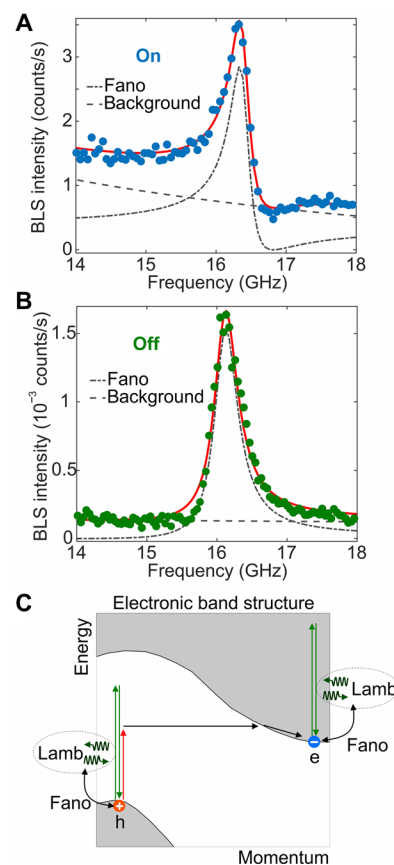 A
On
Fano
Background
BLS intensity (counts/s)
3
2
1
0
14 15 16 17 18
Frequency (GHz)
B
Off
Fano
Background
BLS intensity (10⁻³ counts/s)
1.5
1
0.5
0
14 15 16 17 18
Frequency (GHz)
C
Electronic band structure
Energy
Lamb
Lamb
− 
e
Fano
Fano
+
h
Momentum